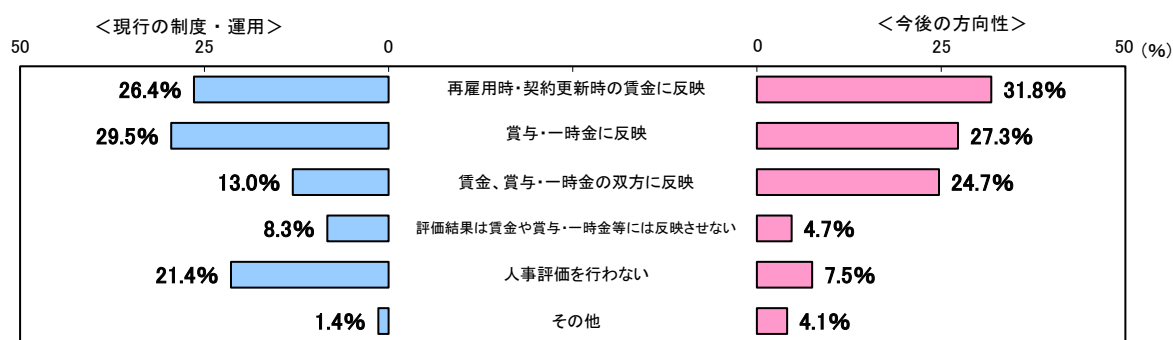 ＜現行の制度・運用＞ ＜今後の方向性＞
50 25 0 0 25 50 (%)
26.4% 再雇用時・契約更新時の賃金に反映 31.8%
29.5% 賞与・一時金に反映 27.3%
13.0% 賃金、賞与・一時金の双方に反映 24.7%
8.3% 評価結果は賃金や賞与・一時金等には反映させない 4.7%
21.4% 人事評価を行わない 7.5%
1.4% その他 4.1%